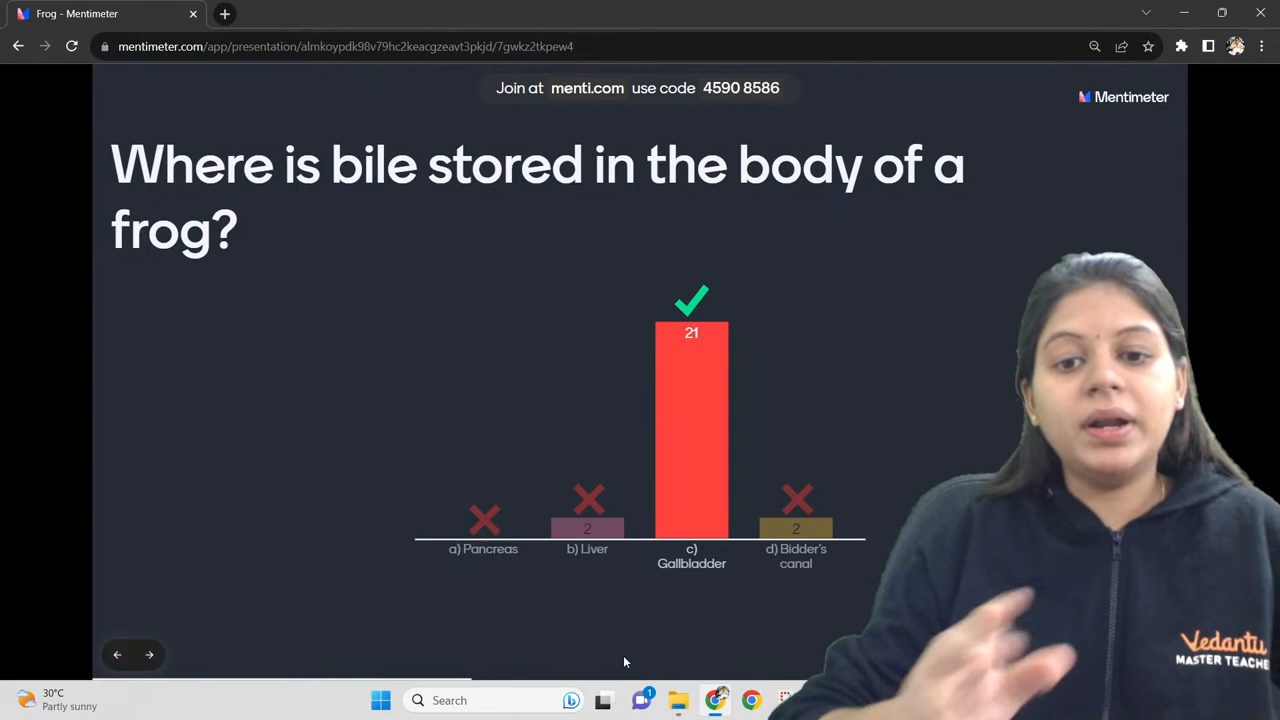 Frog - Mentimeter
mentimeter.com/app/presentation/almkoypdk98v79hc2keacgzeavt3pkjd/7gwkz2tkpew4
Join at menti.com use code 4590 8586
Mentimeter
Where is bile stored in the body of a
frog?
21
2
2
a) Pancreas
b) Liver
c)
Gallbladder
d) Bidder's
canal
Vedantu
MASTER TEACHE
30°C
Partly sunny
Search
1